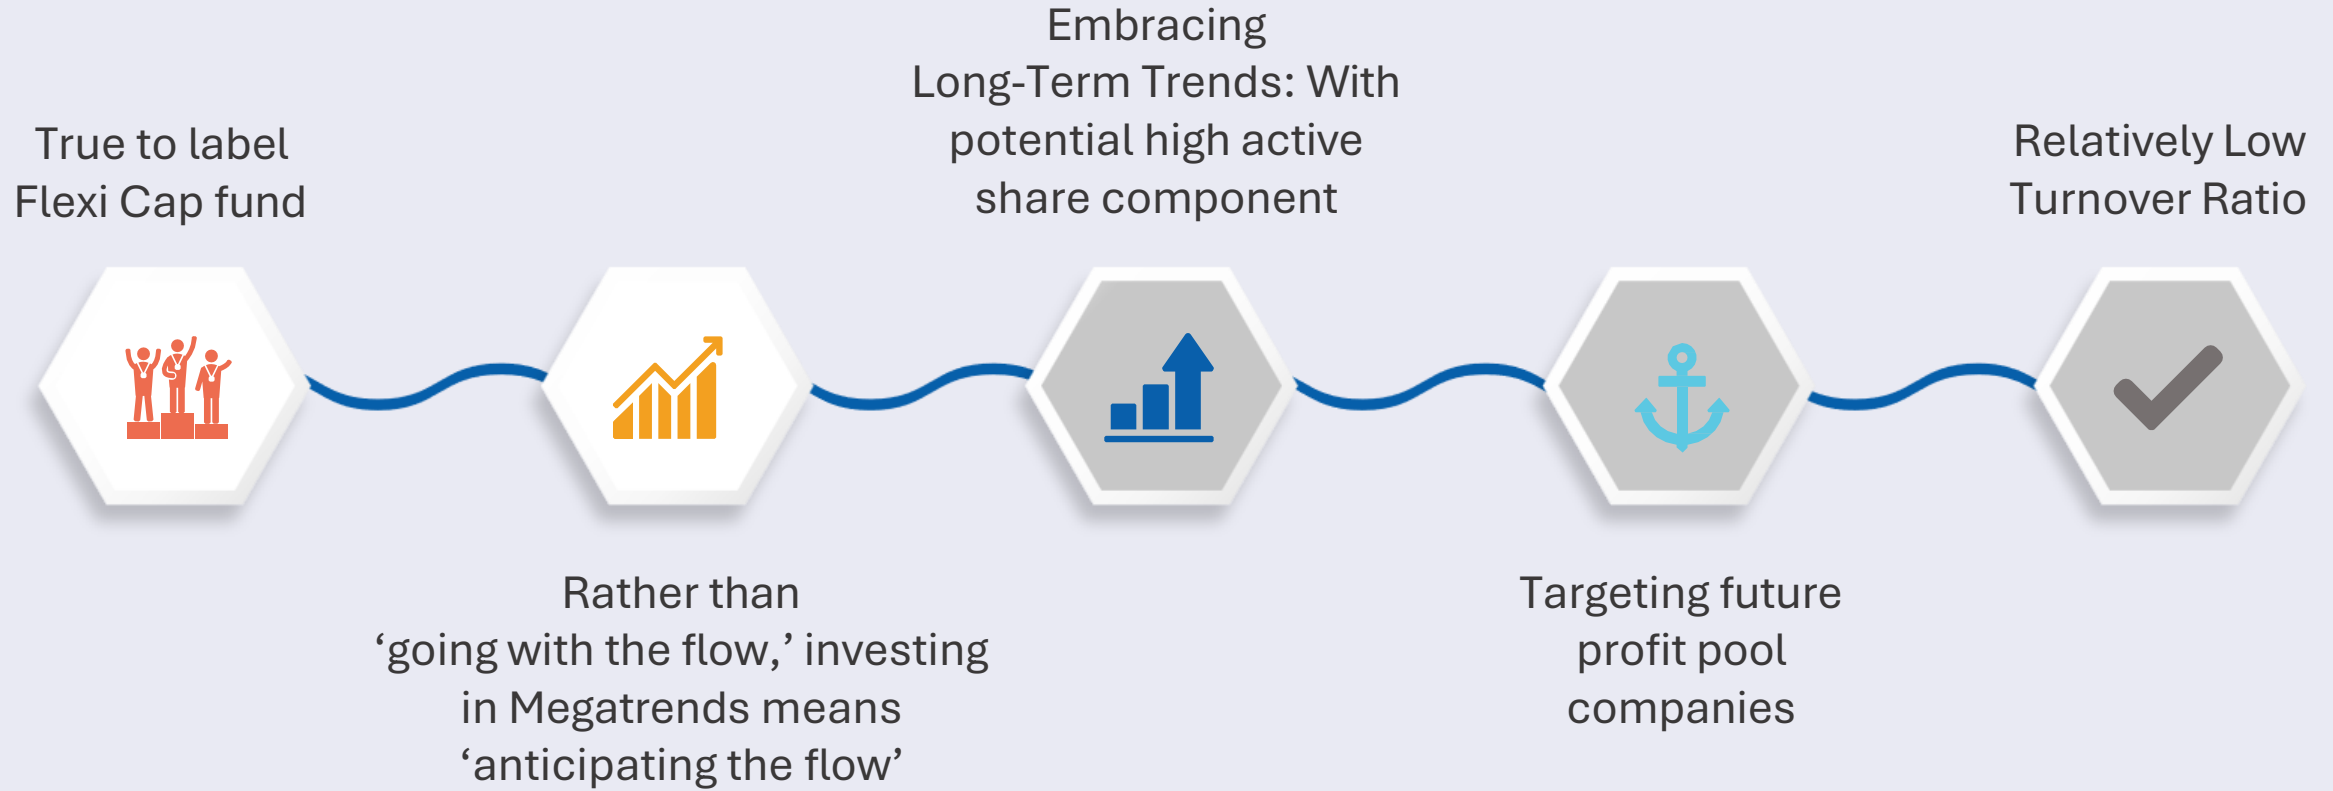 True to label
Flexi Cap fund
Rather than
‘going with the flow,’ investing
in Megatrends means
‘anticipating the flow’
Embracing
Long-Term Trends: With
potential high active
share component
Targeting future
profit pool
companies
Relatively Low
Turnover Ratio